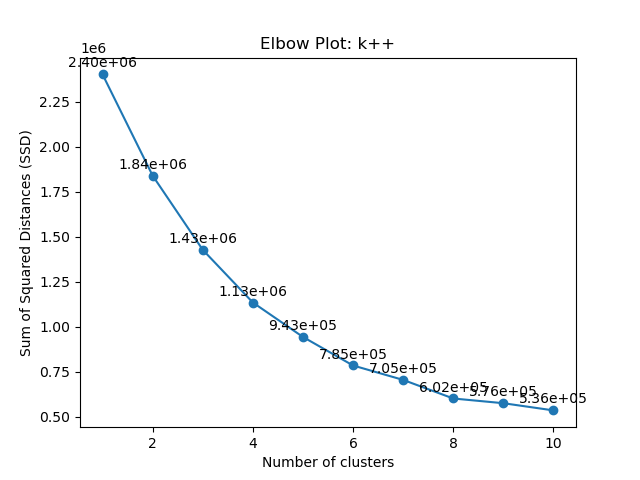 Elbow Plot: k++
1e6
2.40e+06
1.84e+06
1.43e+06
1.13e+06
9.43e+05
7.85e+05
7.05e+05
6.02e+05
5.76e+05
5.36e+05
2.25
2.00
1.75
1.50
1.25
1.00
0.75
0.50
Sum of Squared Distances (SSD)
2 4 6 8 10
Number of clusters